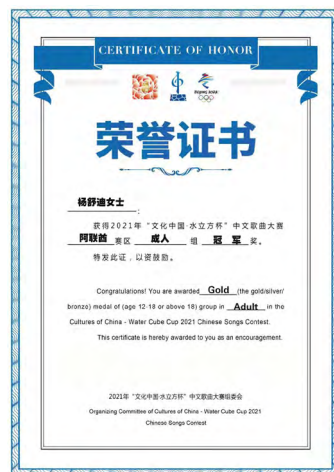 CERTIFICATE OF HONOR
BEIJING 2022
荣誉证书
杨舒迪女士:
获得2021年“文化中国·水立方杯”中文歌曲大赛
阿联酋 赛区 成人 组 冠 军 奖。
特发此证,以资鼓励。
Congratulations! You are awarded Gold (the gold/silver/
bronze) medal of (age 12-18 or above 18) group in Adult in the
Cultures of China - Water Cube Cup 2021 Chinese Songs Contest.
This certificate is hereby awarded to you as an encouragement.
2021年“文化中国·水立方杯”中文歌曲大赛组委会
Organizing Committee of Cultures of China - Water Cube Cup 2021
Chinese Songs Contest